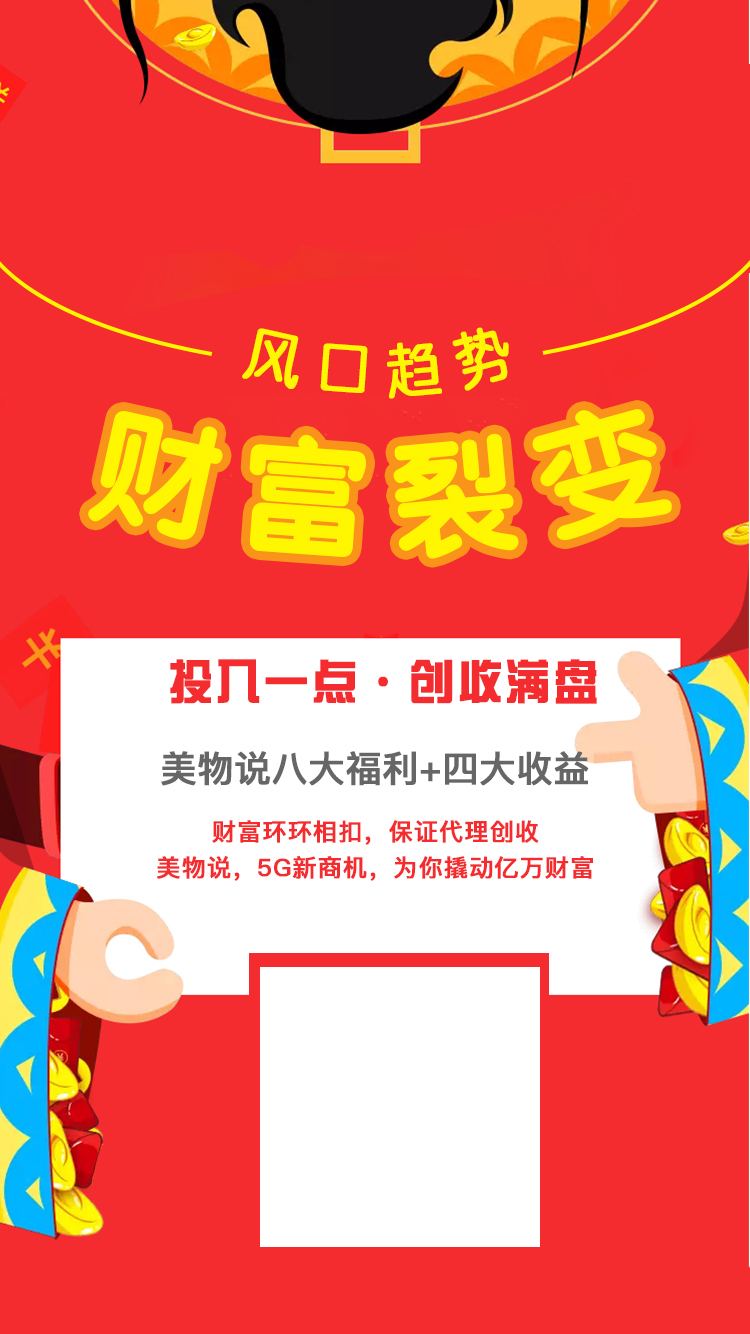 风口趋势
财富裂变
投入一点·创收满盘
美物说八大福利+四大收益
财富环环相扣，保证代理创收
美物说，5G新商机，为你撬动亿万财富